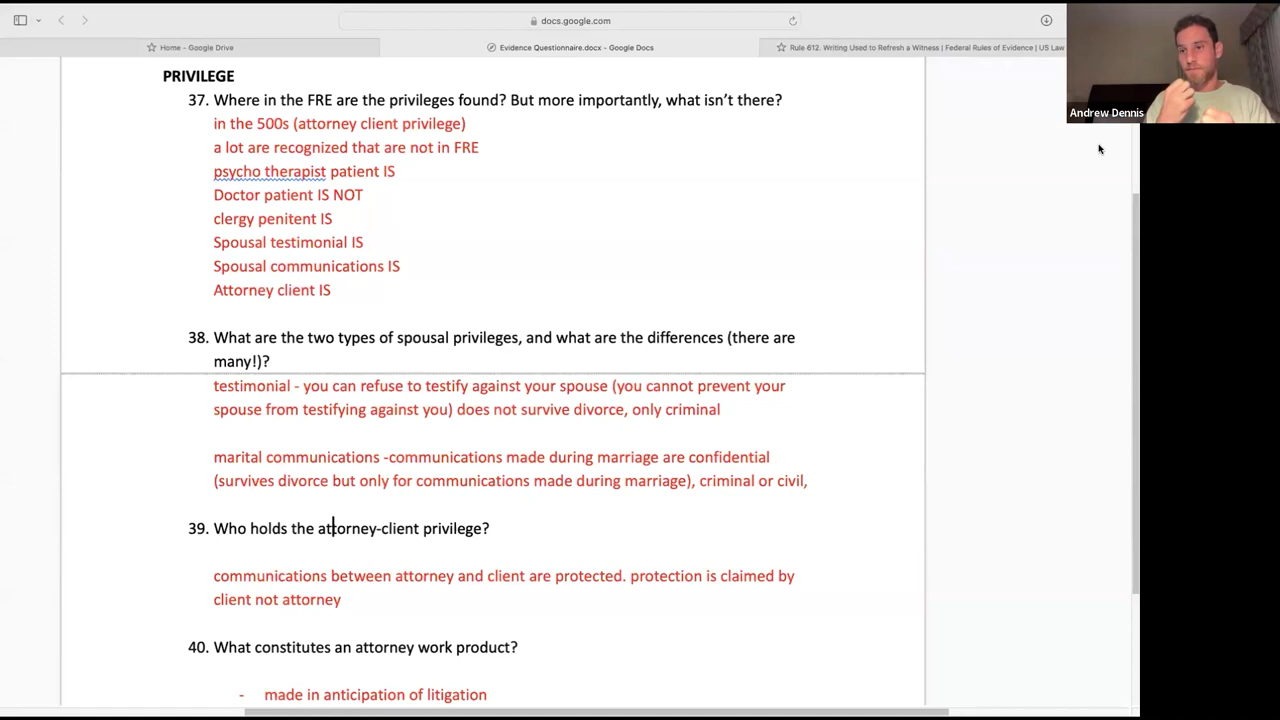 docs.google.com
Home - Google Drive
Evidence Questionnaire.docx - Google Docs
Rule 612. Writing Used to Refresh a Witness | Federal Rules of Evidence | US Law
Andrew Dennis
PRIVILEGE
37. Where in the FRE are the privileges found? But more importantly, what isn't there?
in the 500s (attorney client privilege)
a lot are recognized that are not in FRE
psycho therapist patient IS
Doctor patient IS NOT
clergy penitent IS
Spousal testimonial IS
Spousal communications IS
Attorney client IS
38. What are the two types of spousal privileges, and what are the differences (there are
many!)?
testimonial - you can refuse to testify against your spouse (you cannot prevent your
spouse from testifying against you) does not survive divorce, only criminal
marital communications -communications made during marriage are confidential
(survives divorce but only for communications made during marriage), criminal or civil,
39. Who holds the attorney-client privilege?
communications between attorney and client are protected. protection is claimed by
client not attorney
40. What constitutes an attorney work product?
- made in anticipation of litigation